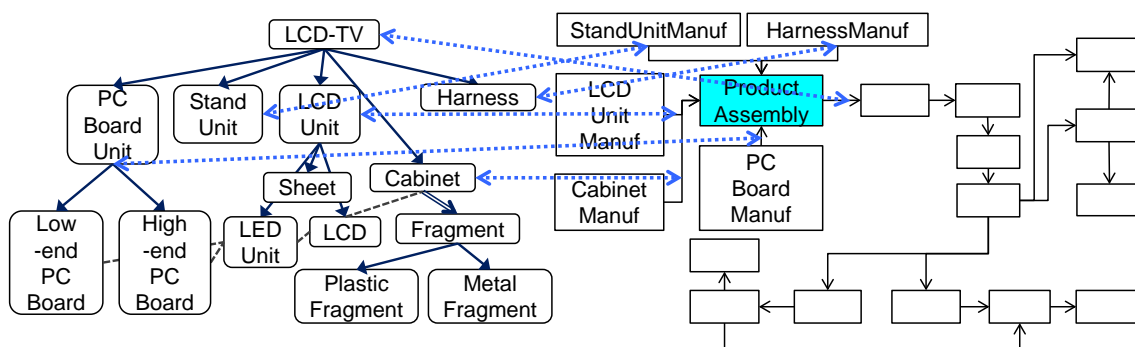 LCD-TV
StandUnitManuf
HarnessManuf
PC
Board
Unit
Stand
Unit
LCD
Unit
Harness
LCD
Unit
Manuf
Product
Assembly
Sheet
Cabinet
Cabinet
Manuf
PC
Board
Manuf
Low
-end
PC
Board
High
-end
PC
Board
LED
Unit
LCD
Fragment
Plastic
Fragment
Metal
Fragment